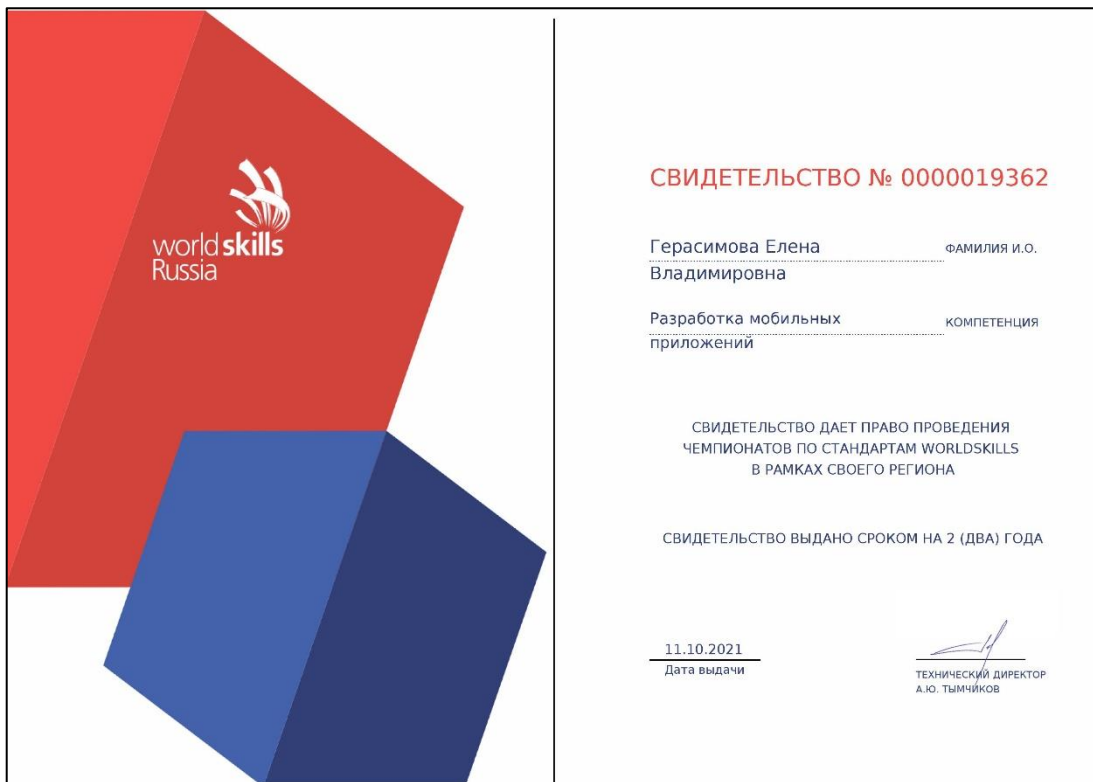 world skills
Russia
СВИДЕТЕЛЬСТВО № 0000019362
Герасимова Елена
ФАМИЛИЯ И.О.
Владимировна
Разработка мобильных
КОМПЕТЕНЦИЯ
приложений
СВИДЕТЕЛЬСТВО ДАЕТ ПРАВО ПРОВЕДЕНИЯ
ЧЕМПИОНАТОВ ПО СТАНДАРТАМ WORLDSKILLS
В РАМКАХ СВОЕГО РЕГИОНА
СВИДЕТЕЛЬСТВО ВЫДАНО СРОКОМ НА 2 (ДВА) ГОДА
11.10.2021
Дата выдачи
ТЕХНИЧЕСКИЙ ДИРЕКТОР
А.Ю. ТЫМЧИКОВ